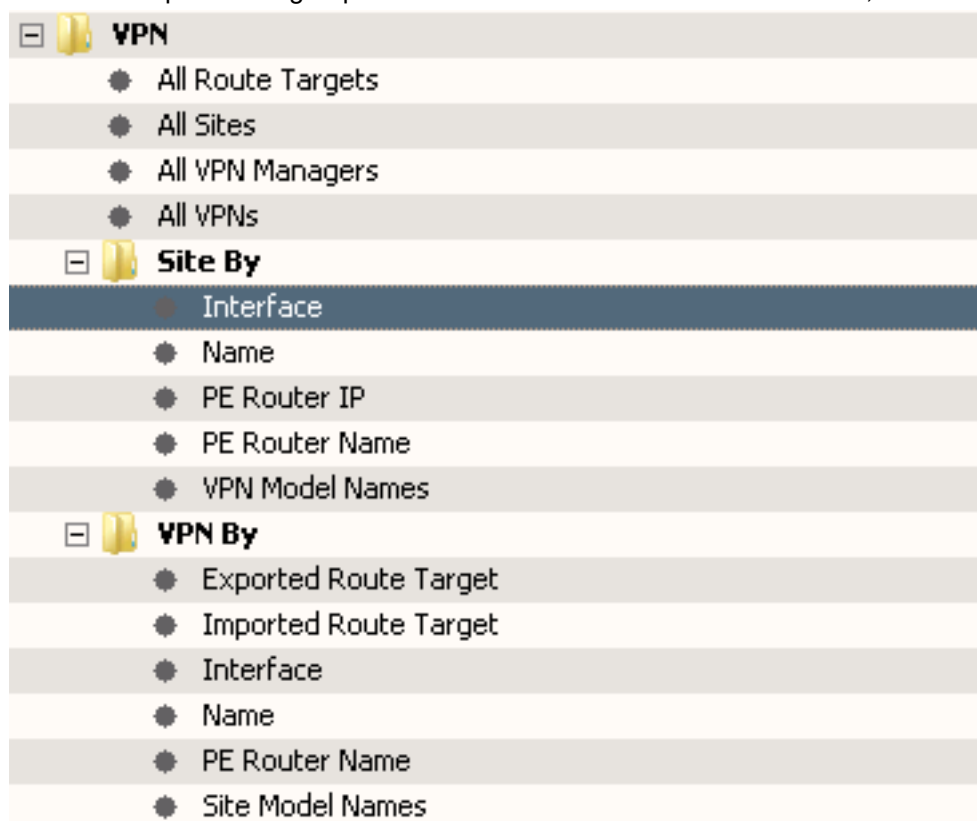 VPN
All Route Targets
All Sites
All VPN Managers
All VPNs
Site By
Interface
Name
PE Router IP
PE Router Name
VPN Model Names
VPN By
Exported Route Target
Imported Route Target
Interface
Name
PE Router Name
Site Model Names